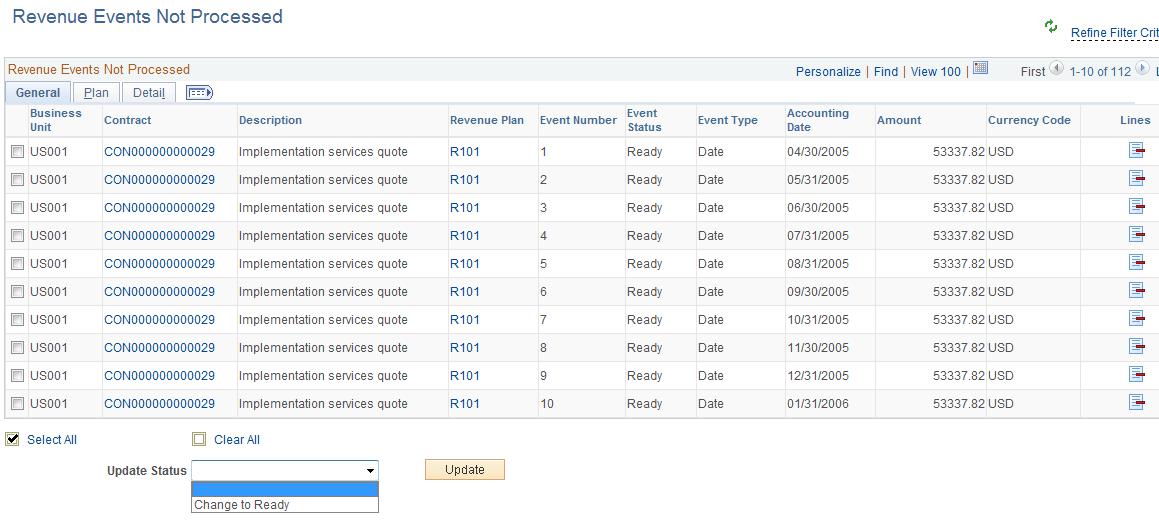 Revenue Events Not Processed
Refine Filter Crit
Revenue Events Not Processed Personalize | Find | View 100 | First 1-10 of 112 L
General Plan Detail
Business Unit Contract Description Revenue Plan Event Number Event Status Event Type Accounting Date Amount Currency Code Lines
US001 CON000000000029 Implementation services quote R101 1 Ready Date 04/30/2005 53337.82 USD
US001 CON000000000029 Implementation services quote R101 2 Ready Date 05/31/2005 53337.82 USD
US001 CON000000000029 Implementation services quote R101 3 Ready Date 06/30/2005 53337.82 USD
US001 CON000000000029 Implementation services quote R101 4 Ready Date 07/31/2005 53337.82 USD
US001 CON000000000029 Implementation services quote R101 5 Ready Date 08/31/2005 53337.82 USD
US001 CON000000000029 Implementation services quote R101 6 Ready Date 09/30/2005 53337.82 USD
US001 CON000000000029 Implementation services quote R101 7 Ready Date 10/31/2005 53337.82 USD
US001 CON000000000029 Implementation services quote R101 8 Ready Date 11/30/2005 53337.82 USD
US001 CON000000000029 Implementation services quote R101 9 Ready Date 12/31/2005 53337.82 USD
US001 CON000000000029 Implementation services quote R101 10 Ready Date 01/31/2006 53337.82 USD
Select All Clear All
Update Status Update
Change to Ready